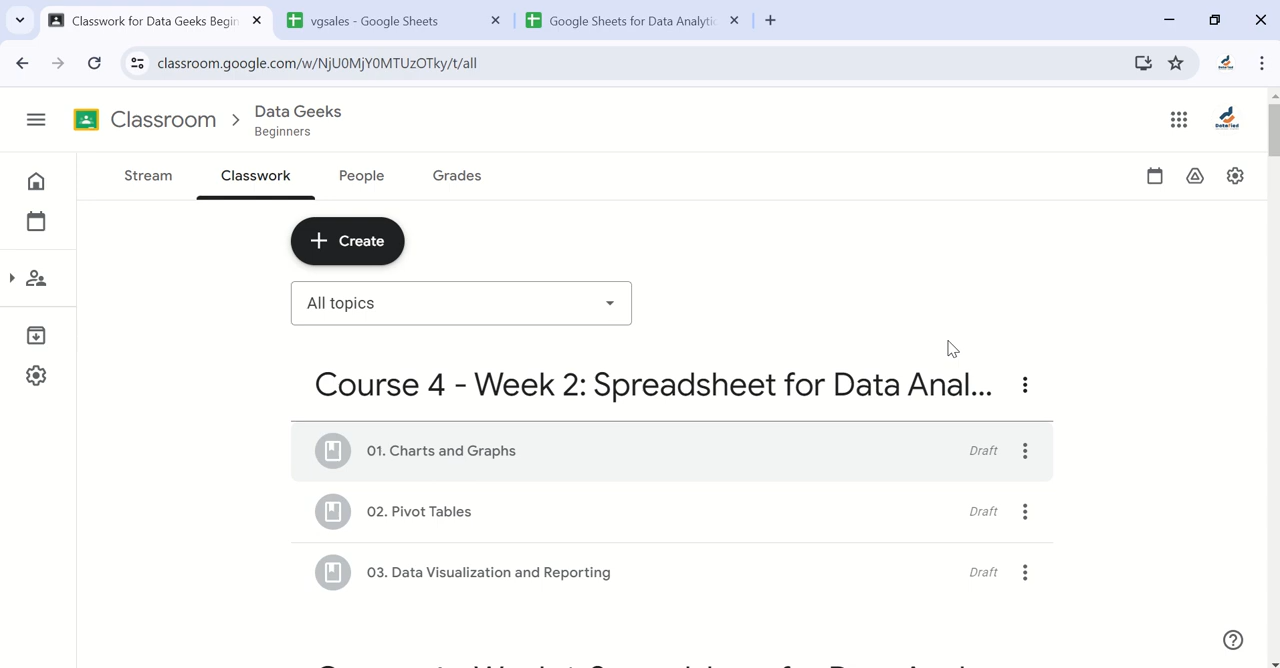 Classroom for Data Geeks Begin
vgsales - Google Sheets
Google Sheets for Data Analytic
classroom.google.com/w/NjU0MjY0MTUzOTky/t/all
Classroom
Data Geeks
Beginners
Stream
Classwork
People
Grades
Create
All topics
Course 4 - Week 2: Spreadsheet for Data Anal...
01. Charts and Graphs
Draft
02. Pivot Tables
Draft
03. Data Visualization and Reporting
Draft